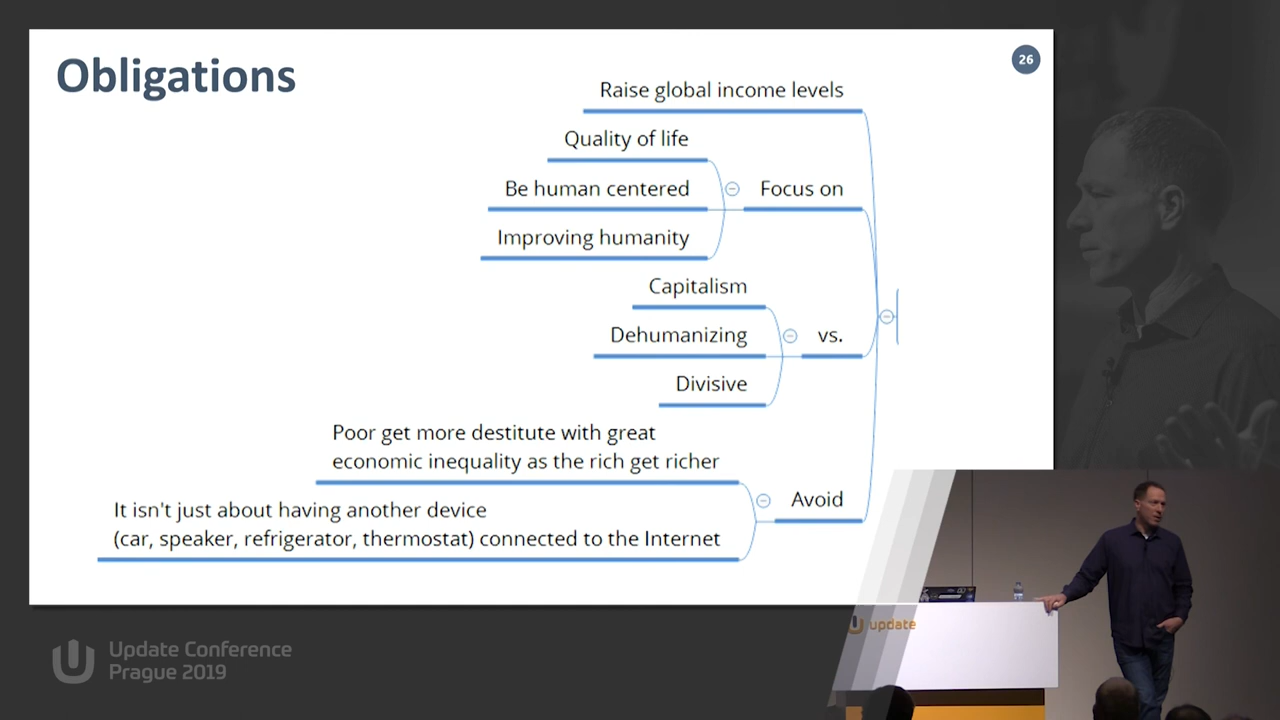 Obligations
26
Raise global income levels
Quality of life
Be human centered
Focus on
Improving humanity
Capitalism
Dehumanizing
vs.
Divisive
Poor get more destitute with great
economic inequality as the rich get richer
Avoid
It isn't just about having another device
(car, speaker, refrigerator, thermostat) connected to the Internet
update
Update Conference
Prague 2019